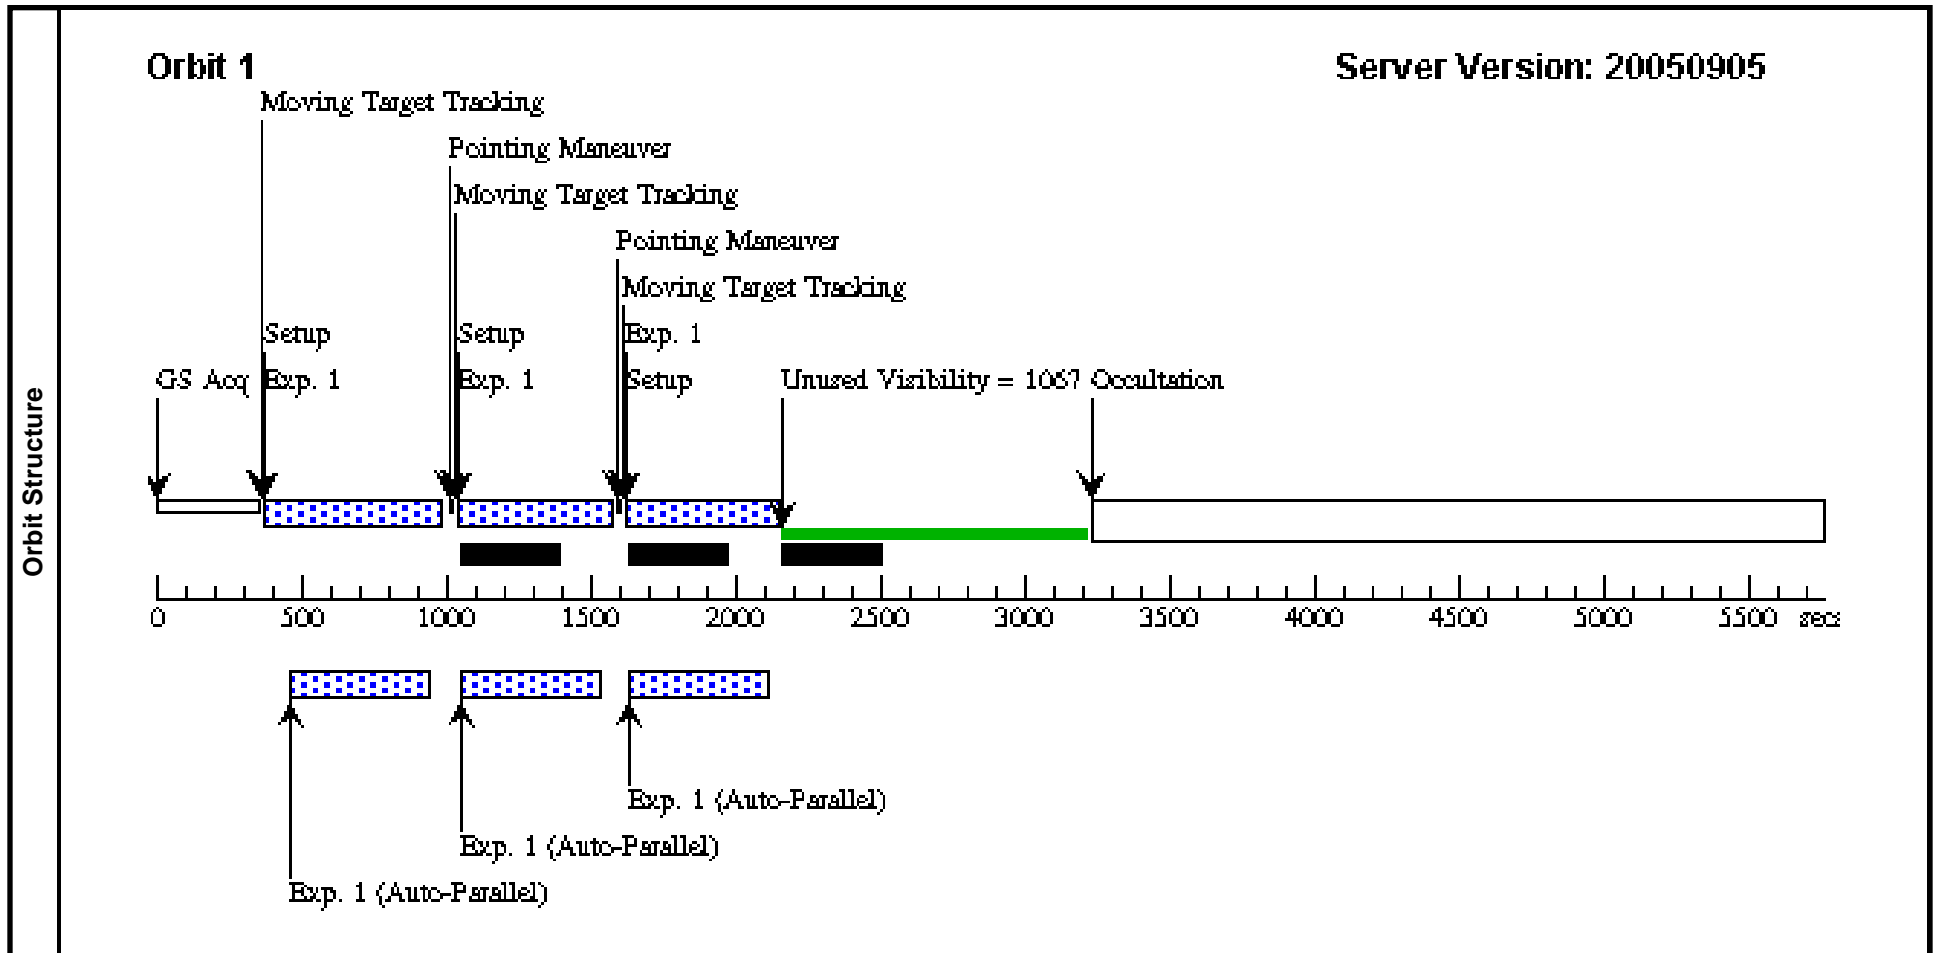 Orbit 1
Server Version: 20050905
Moving Target Tracking
Pointing Maneuver
Moving Target Tracking
Pointing Maneuver
Moving Target Tracking
Setup Setup Exp. 1
GS Acq Exp. 1 Exp. 1 Setup Unused Visibility = 1067 Occultation
Orbit Structure
0 500 1000 1500 2000 2500 3000 3500 4000 4500 5000 5500 secs
Exp. 1 (Auto-Parallel)
Exp. 1 (Auto-Parallel)
Exp. 1 (Auto-Parallel)